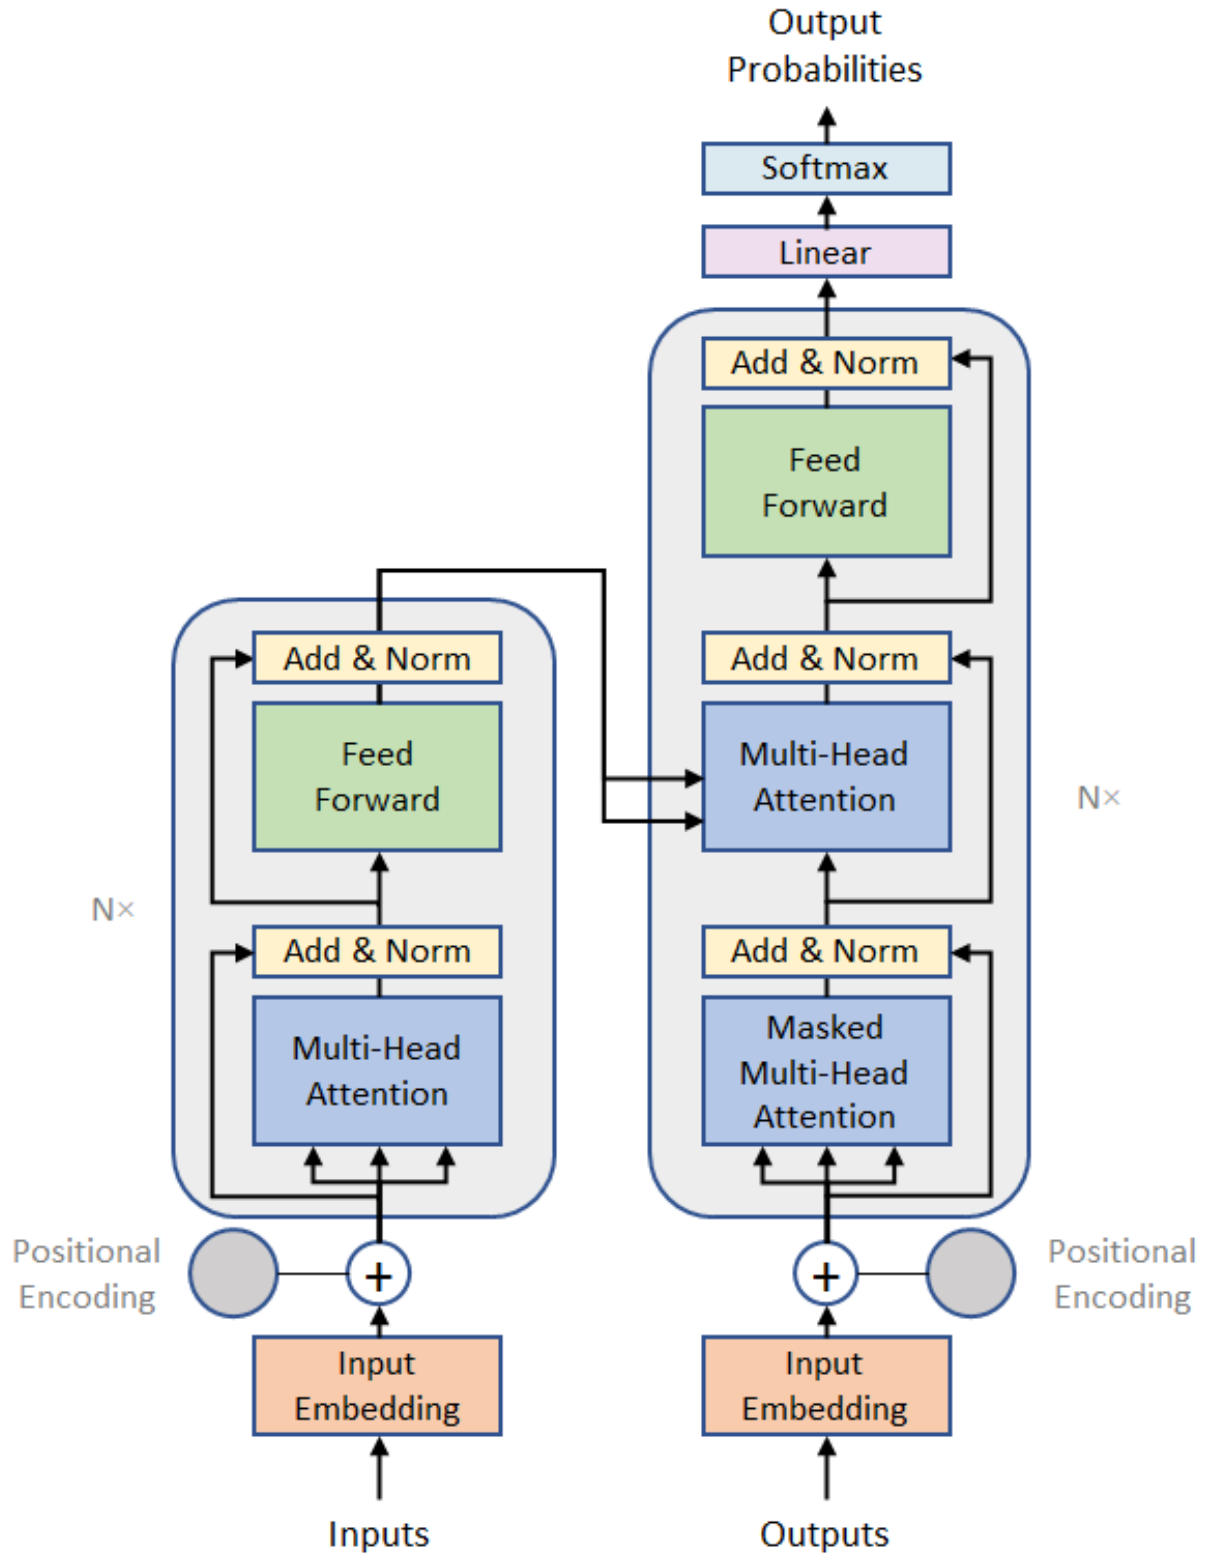 Output
Probabilities
Softmax
Linear
Add & Norm
Feed
Forward
Add & Norm
Multi-Head
Attention
N×
Add & Norm
Masked
Multi-Head
Attention
Add & Norm
Feed
Forward
N×
Add & Norm
Multi-Head
Attention
Positional
Encoding
+
Input
Embedding
Inputs
+
Positional
Encoding
Input
Embedding
Outputs